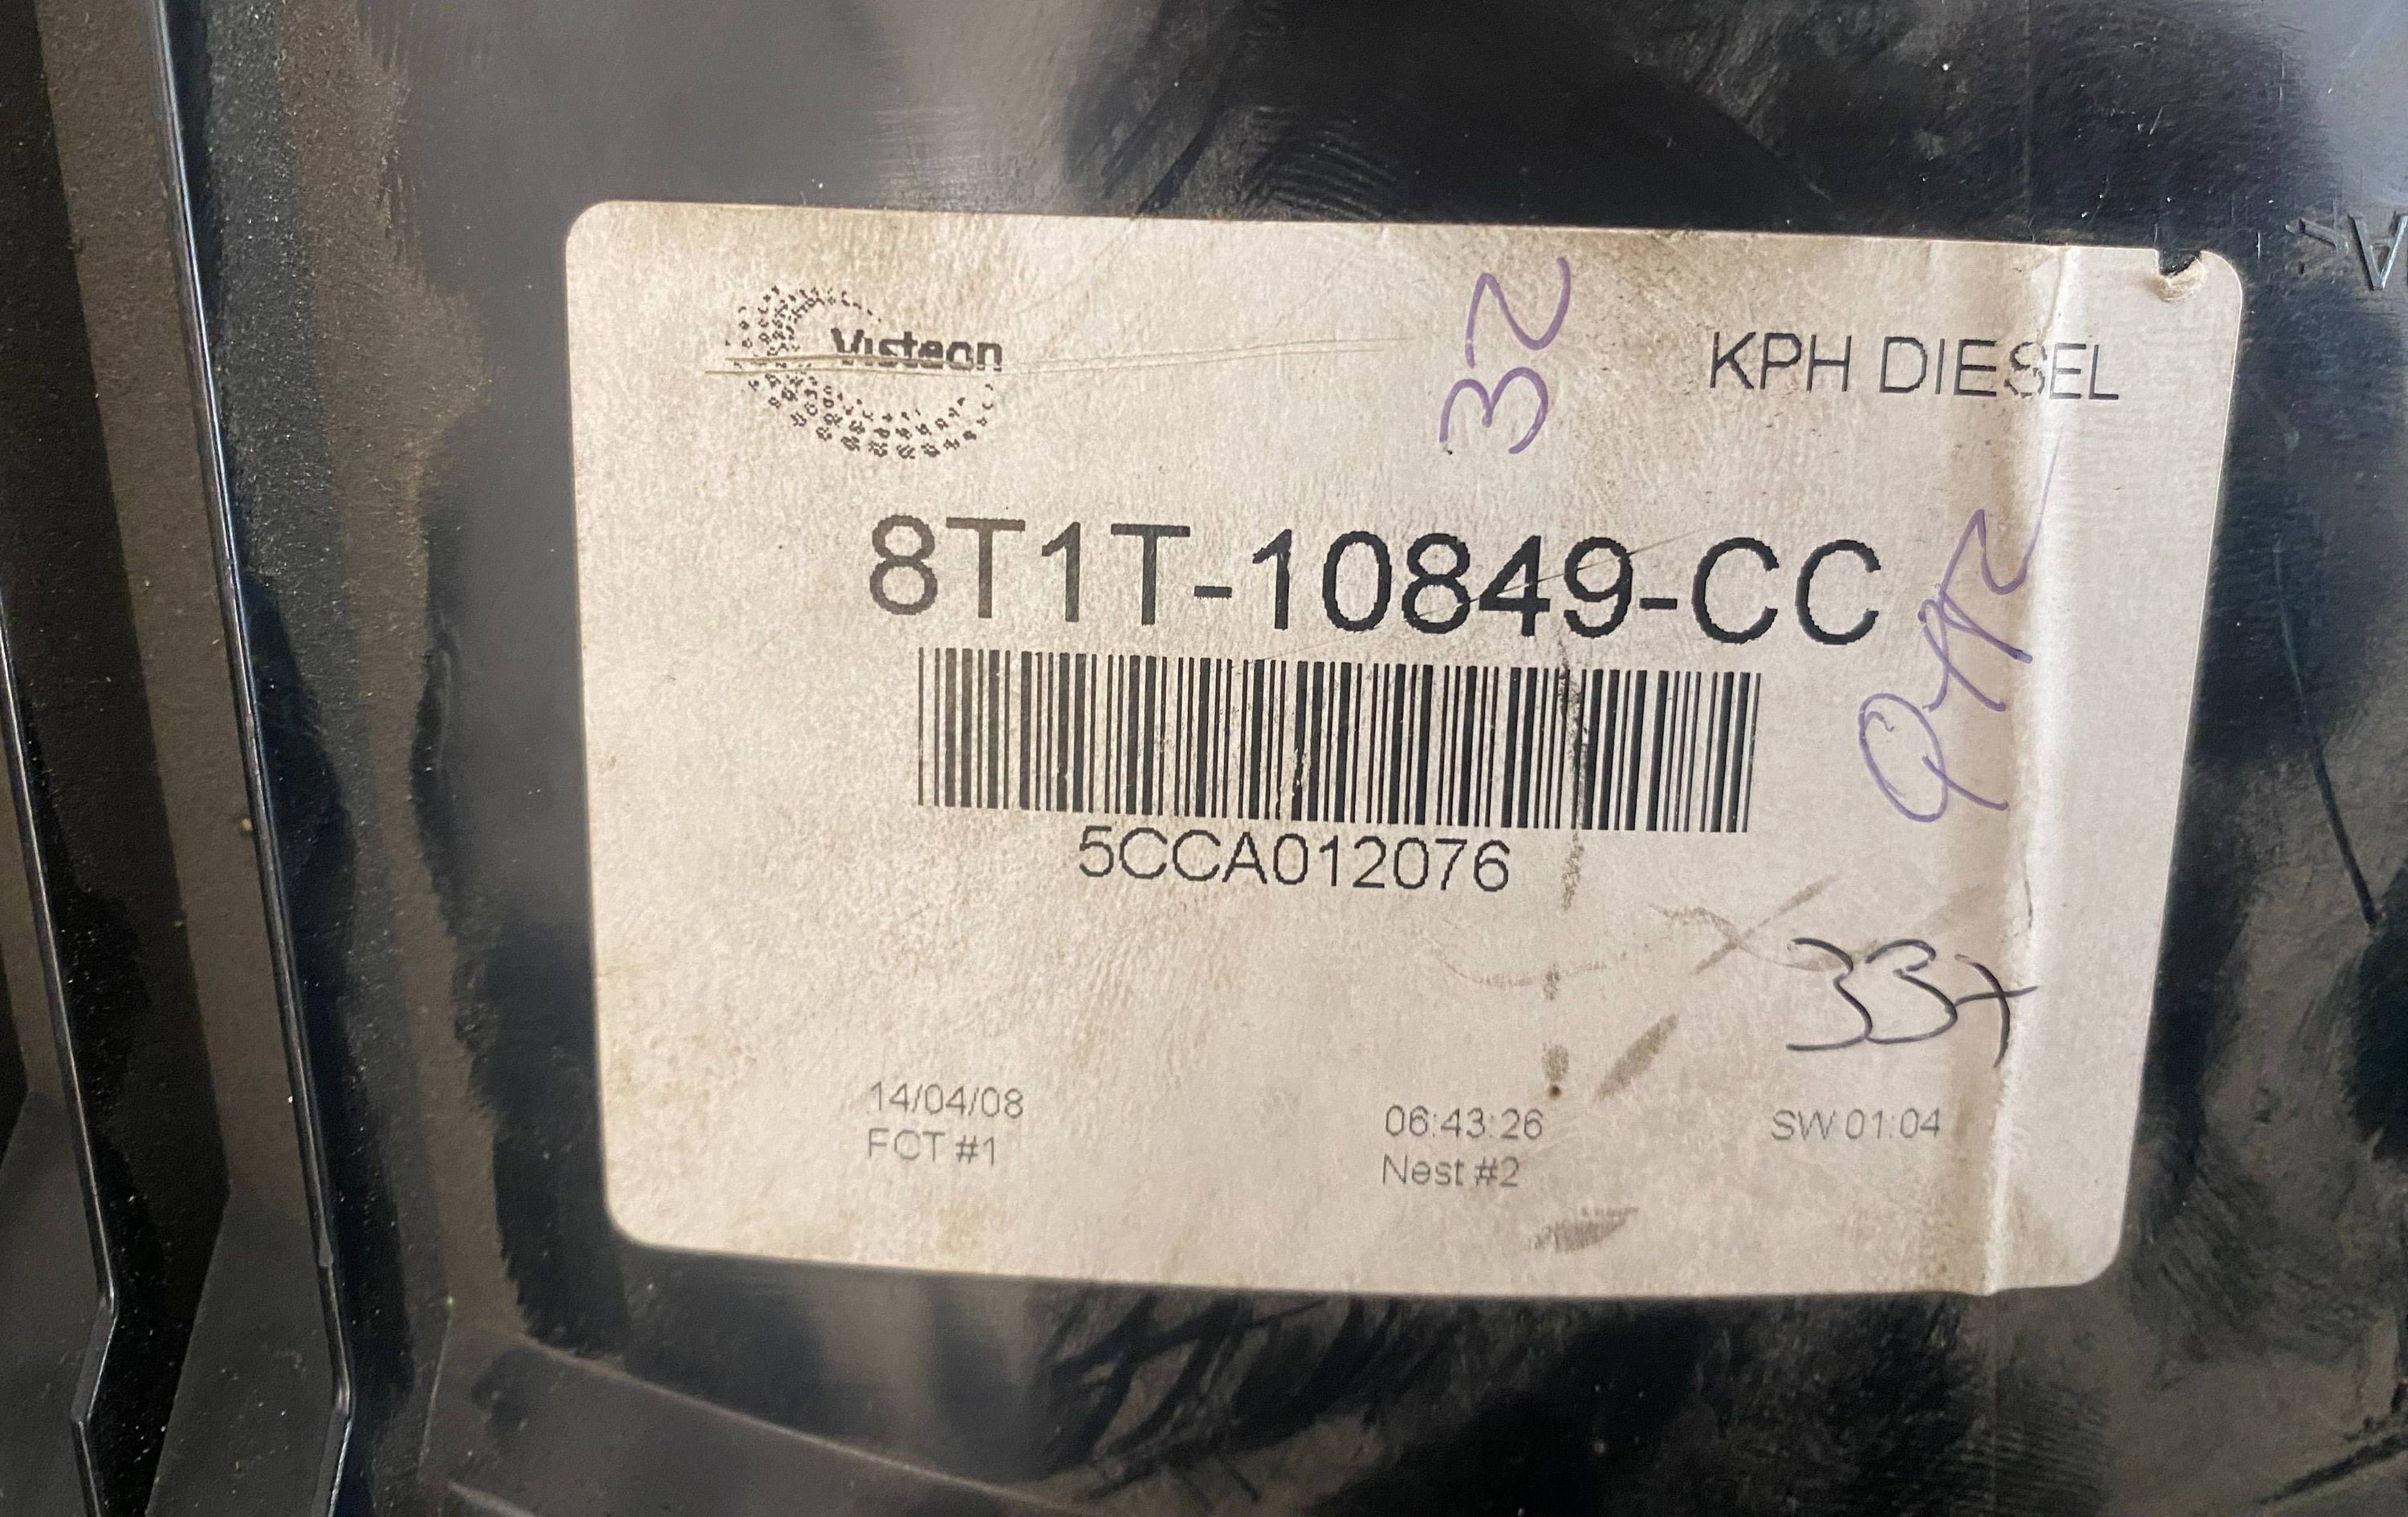 Visteon
32
KPH DIESEL
8T1T-10849-CC
5CCA012076
14/04/08
06:43:26
SW 01:04
FCT #1
Nest #2